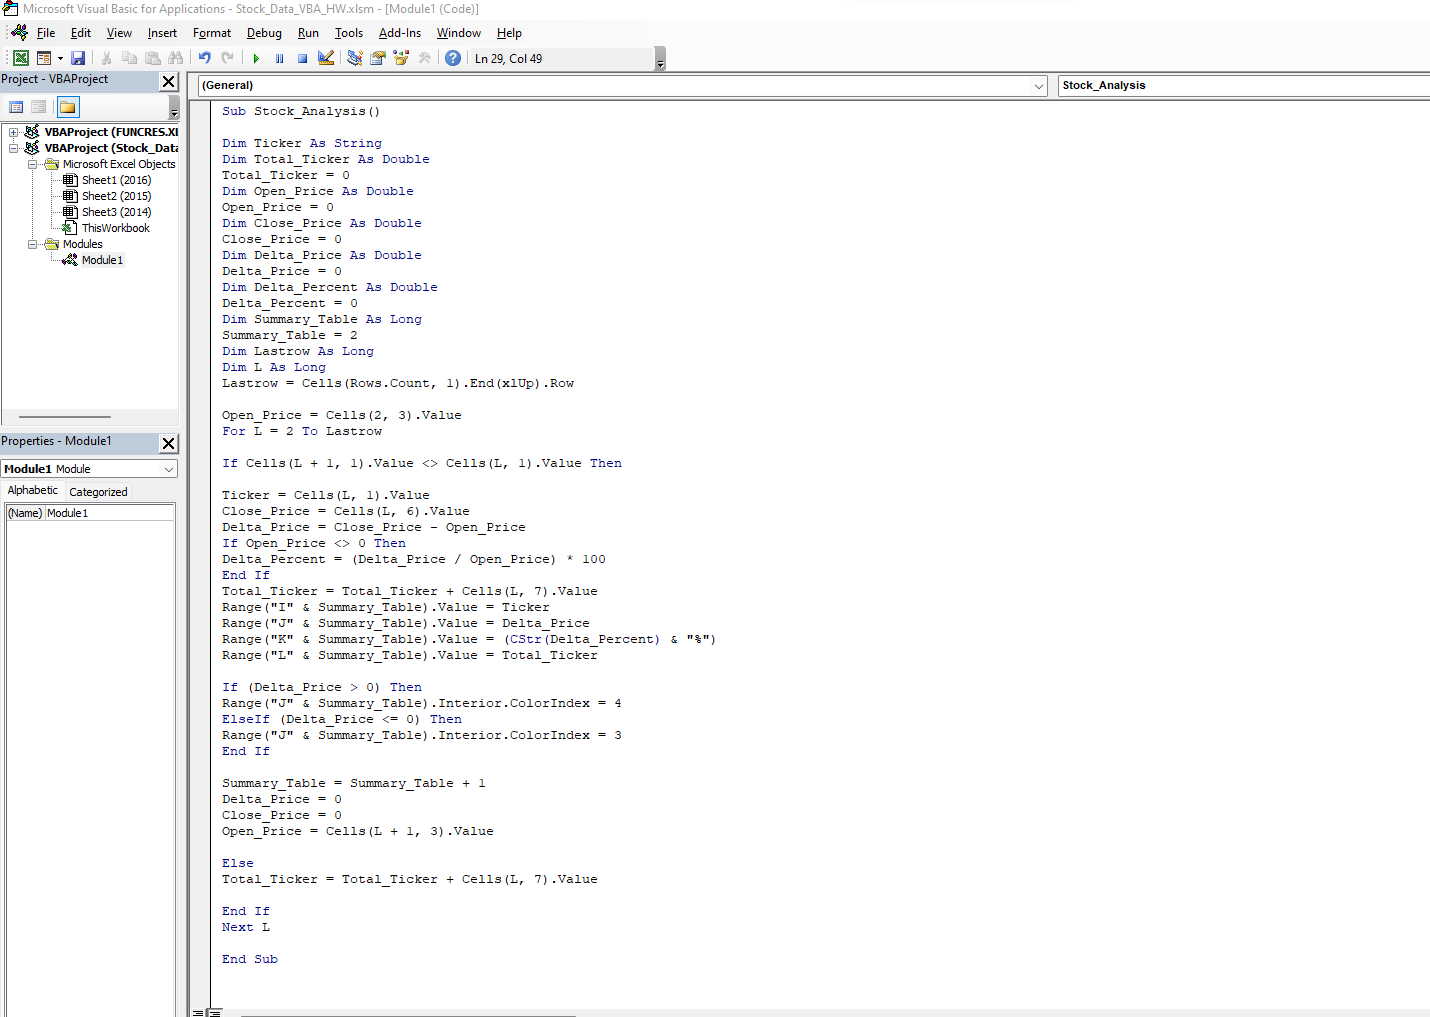 Microsoft Visual Basic for Applications - Stock_Data_VBA_HW.xlsm - [Module1 (Code)]
File Edit View Insert Format Debug Run Tools Add-Ins Window Help
Ln 29, Col 49
Project - VBAProject
VBAProject (FUNCRES.XL
VBAProject (Stock_Data
Microsoft Excel Objects
Sheet1 (2016)
Sheet2 (2015)
Sheet3 (2014)
ThisWorkbook
Modules
Module1
Properties - Module1
Module1 Module
Alphabetic Categorized
(Name) Module1
(General) Stock_Analysis
Sub Stock_Analysis()
Dim Ticker As String
Dim Total_Ticker As Double
Total_Ticker = 0
Dim Open_Price As Double
Open_Price = 0
Dim Close_Price As Double
Close_Price = 0
Dim Delta_Price As Double
Delta_Price = 0
Dim Delta_Percent As Double
Delta_Percent = 0
Dim Summary_Table As Long
Summary_Table = 2
Dim Lastrow As Long
Dim L As Long
Lastrow = Cells(Rows.Count, 1).End(xlUp).Row
Open_Price = Cells(2, 3).Value
For L = 2 To Lastrow
If Cells(L + 1, 1).Value <> Cells(L, 1).Value Then
Ticker = Cells(L, 1).Value
Close_Price = Cells(L, 6).Value
Delta_Price = Close_Price - Open_Price
If Open_Price <> 0 Then
Delta_Percent = (Delta_Price / Open_Price) * 100
End If
Total_Ticker = Total_Ticker + Cells(L, 7).Value
Range("I" & Summary_Table).Value = Ticker
Range("J" & Summary_Table).Value = Delta_Price
Range("K" & Summary_Table).Value = (CStr(Delta_Percent) & "%")
Range("L" & Summary_Table).Value = Total_Ticker
If (Delta_Price > 0) Then
Range("J" & Summary_Table).Interior.ColorIndex = 4
ElseIf (Delta_Price <= 0) Then
Range("J" & Summary_Table).Interior.ColorIndex = 3
End If
Summary_Table = Summary_Table + 1
Delta_Price = 0
Close_Price = 0
Open_Price = Cells(L + 1, 3).Value
Else
Total_Ticker = Total_Ticker + Cells(L, 7).Value
End If
Next L
End Sub